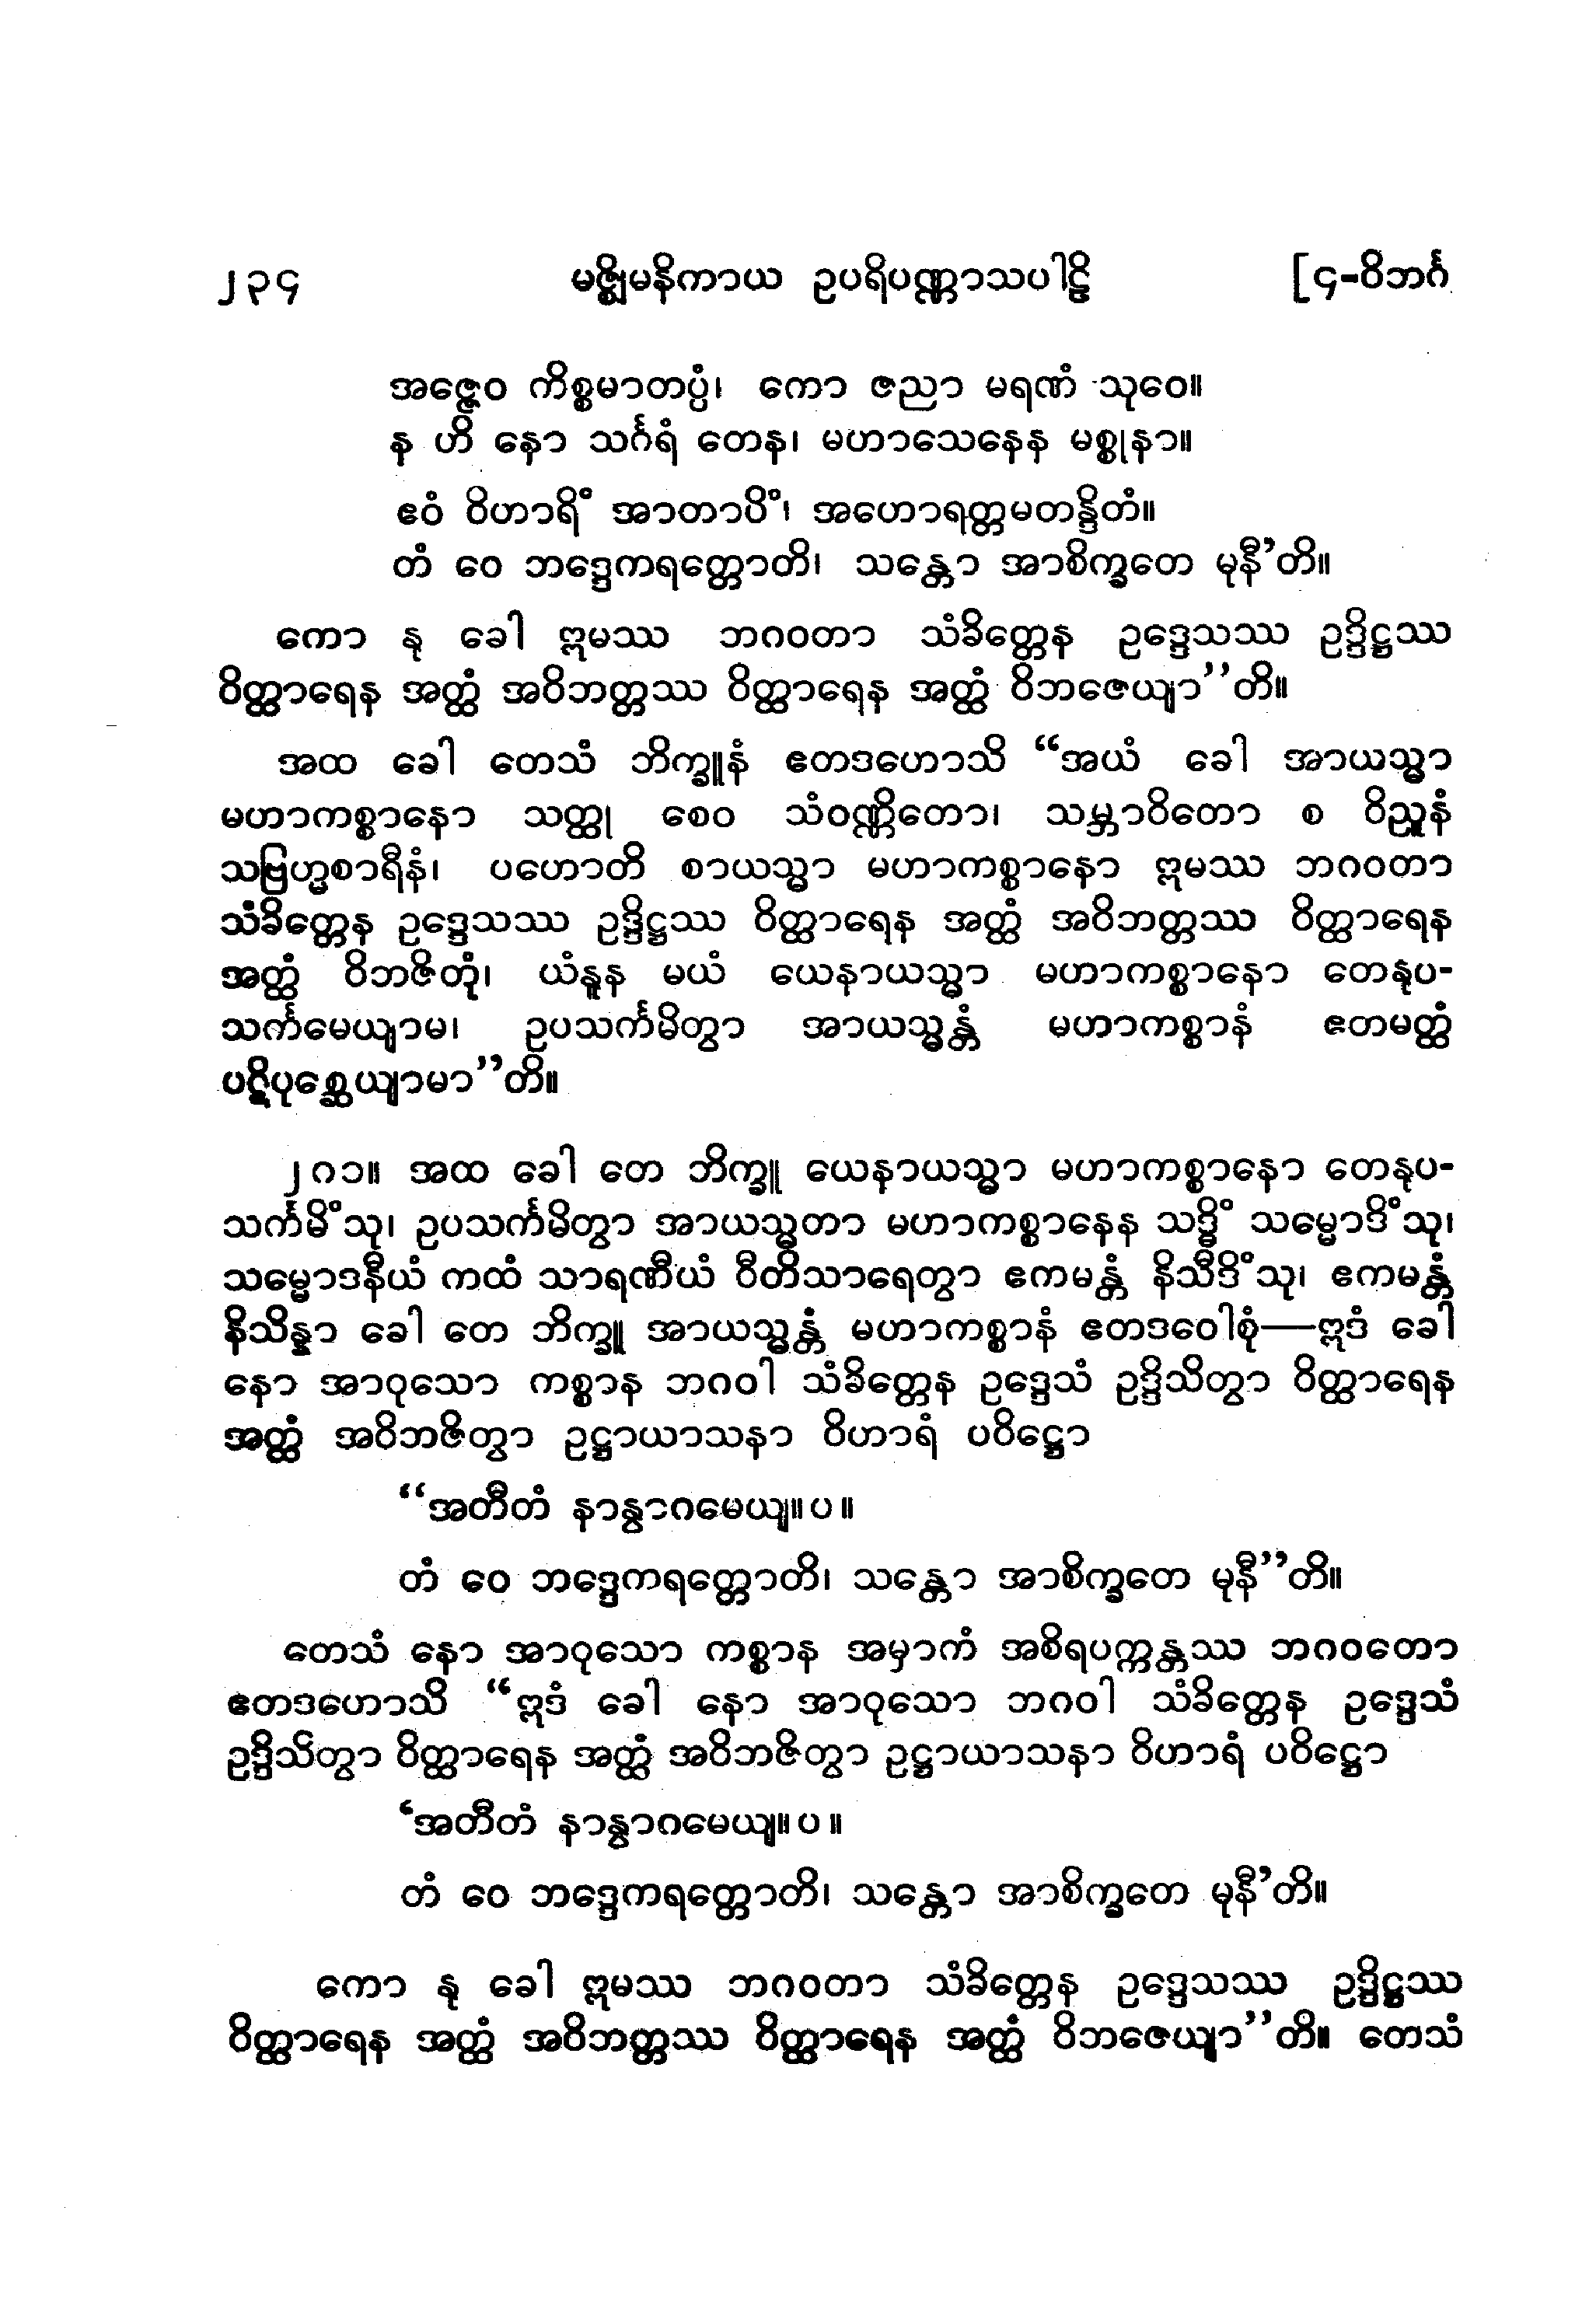 ၂၃၄ မဇ္ဈိမနိကာယ ဥပရိပဏ္ဏာသပါဠိ [၄-ဝိဘင်္ဂ
အဇ္ဇေဝ ကိစ္စမာတပ္ပံ၊ ကော ဇညာ မရဏံ သုဝေ။
န ဟိ နော သင်္ဂရံ တေန၊ မဟာသေနေန မစ္စုနာ။
ဧဝံ ဝိဟာရိံ အာတာပိံ၊ အဟောရတ္တမတန္ဒိတံ။
တံ ဝေ ဘဒ္ဒေကရတ္တောတိ၊ သန္တော အာစိက္ခတေ မုနီ’တိ။
ကော နု ခေါ ဣမဿ ဘဂဝတာ သံခိတ္တေန ဥဒ္ဒေသဿ ဥဒ္ဒိဋ္ဌဿ
ဝိတ္ထာရေန အတ္ထံ အဝိဘတ္တဿ ဝိတ္ထာရေန အတ္ထံ ဝိဘဇေယျာ’’တိ။
အထ ခေါ တေသံ ဘိက္ခူနံ ဧတဒဟောသိ “အယံ ခေါ အာယသ္မာ
မဟာကစ္စာနော သတ္ထု စေဝ သံဝဏ္ဏိတော၊ သမ္ဘာဝိတော စ ဝိညူနံ
သဗြဟ္မစာရီနံ၊ ပဟောတိ စာယသ္မာ မဟာကစ္စာနော ဣမဿ ဘဂဝတာ
သံခိတ္တေန ဥဒ္ဒေသဿ ဥဒ္ဒိဋ္ဌဿ ဝိတ္ထာရေန အတ္ထံ အဝိဘတ္တဿ ဝိတ္ထာရေန
အတ္ထံ ဝိဘဇိတုံ၊ ယံနူန မယံ ယေနာယသ္မာ မဟာကစ္စာနော တေနုပ-
သင်္ကမေယျာမ၊ ဥပသင်္ကမိတွာ အာယသ္မန္တံ မဟာကစ္စာနံ ဧတမတ္ထံ
ပဋိပုစ္ဆေယျာမာ’’တိ။
၂၇၁။ အထ ခေါ တေ ဘိက္ခူ ယေနာယသ္မာ မဟာကစ္စာနော တေနုပ-
သင်္ကမိံသု၊ ဥပသင်္ကမိတွာ အာယသ္မတာ မဟာကစ္စာနေန သဒ္ဓိံ သမ္မောဒိံသု၊
သမ္မောဒနီယံ ကထံ သာရဏီယံ ဝီတိသာရေတွာ ဧကမန္တံ နိသီဒိံသု၊ ဧကမန္တံ
နိသိန္နာ ခေါ တေ ဘိက္ခူ အာယသ္မန္တံ မဟာကစ္စာနံ ဧတဒဝေါစုံ—ဣဒံ ခေါ
နော အာဝုသော ကစ္စာန ဘဂဝါ သံခိတ္တေန ဥဒ္ဒေသံ ဥဒ္ဒိသိတွာ ဝိတ္ထာရေန
အတ္ထံ အဝိဘဇိတွာ ဥဋ္ဌာယာသနာ ဝိဟာရံ ပဝိဋ္ဌော
“အတီတံ နာန္ဝာဂမေယျ။ပ။
တံ ဝေ ဘဒ္ဒေကရတ္တောတိ၊ သန္တော အာစိက္ခတေ မုနီ’’တိ။
တေသံ နော အာဝုသော ကစ္စာန အမှာကံ အစိရပက္ကန္တဿ ဘဂဝတော
ဧတဒဟောသိ “ဣဒံ ခေါ နော အာဝုသော ဘဂဝါ သံခိတ္တေန ဥဒ္ဒေသံ
ဥဒ္ဒိသိတွာ ဝိတ္ထာရေန အတ္ထံ အဝိဘဇိတွာ ဥဋ္ဌာယာသနာ ဝိဟာရံ ပဝိဋ္ဌော
‘အတီတံ နာန္ဝာဂမေယျ။ပ။
တံ ဝေ ဘဒ္ဒေကရတ္တောတိ၊ သန္တော အာစိက္ခတေ မုနီ’တိ။
ကော နု ခေါ ဣမဿ ဘဂဝတာ သံခိတ္တေန ဥဒ္ဒေသဿ ဥဒ္ဒိဋ္ဌဿ
ဝိတ္ထာရေန အတ္ထံ အဝိဘတ္တဿ ဝိတ္ထာရေန အတ္ထံ ဝိဘဇေယျာ’’တိ။ တေသံ